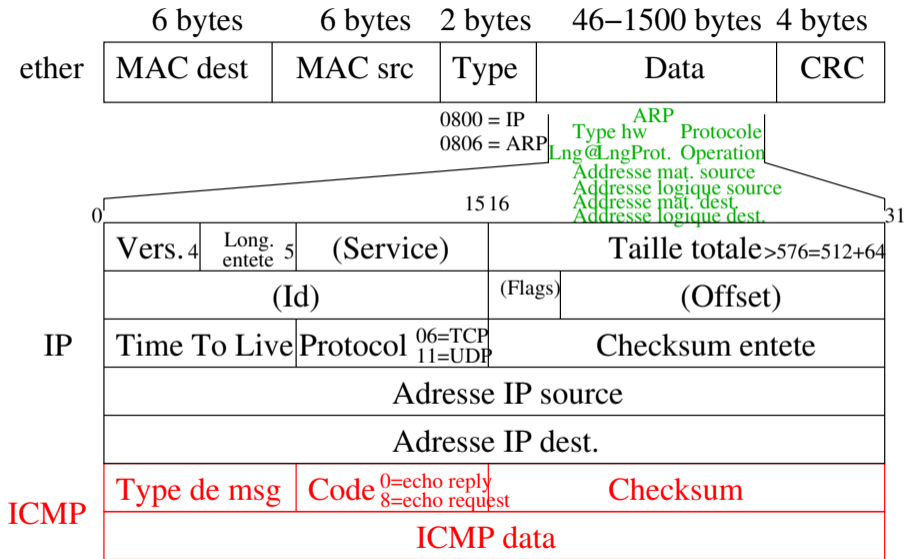 6 bytes 6 bytes 2 bytes 46−1500 bytes 4 bytes
ether MAC dest MAC src Type Data CRC
0800 = IP
0806 = ARP
ARP
Type hw Protocole
Lng@LngProt. Operation
Addresse mat. source
Addresse logique source
Addresse mat. dest.
Addresse logique dest.
0 15 16 31
Vers. 4 Long. entete 5 (Service) Taille totale >576=512+64
(Id) (Flags) (Offset)
IP Time To Live Protocol 06=TCP 11=UDP Checksum entete
Adresse IP source
Adresse IP dest.
ICMP Type de msg Code 0=echo reply 8=echo request Checksum
ICMP data